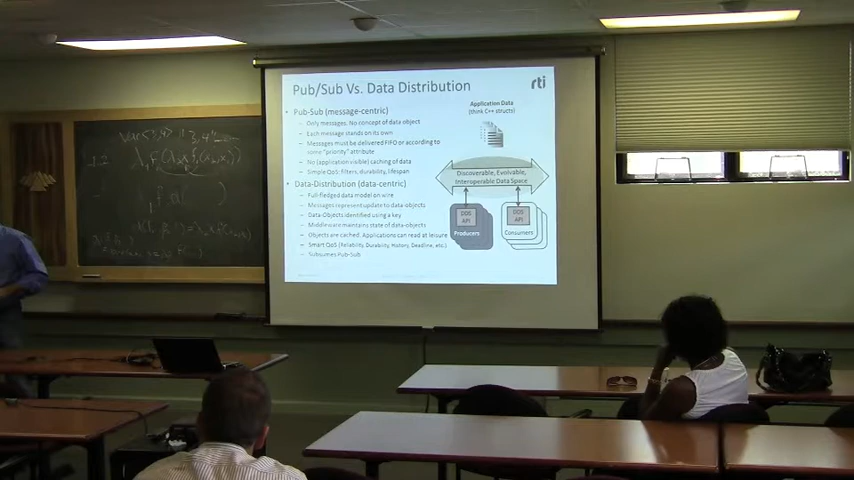 Pub/Sub Vs. Data Distribution
rti
• Pub-Sub (message-centric)
– Only messages. No concept of data object
– Each message stands on its own
– Messages must be delivered FIFO or according to
some "priority" attribute
– No (application visible) caching of data
– Simple QoS: filters, durability, lifespan
• Data-Distribution (data-centric)
– Full-fledged data model on wire
– Messages represent update to data-objects
– Data-Objects identified using a key
– Middleware maintains state of data-objects
– Objects are cached. Applications can read at leisure
– Smart QoS (Reliability, Durability, History, Deadline, etc.)
– Subsumes Pub-Sub
Application Data
(think C++ structs)
Discoverable, Evolvable,
Interoperable Data Space
DDS
API
Producers
DDS
API
Consumers